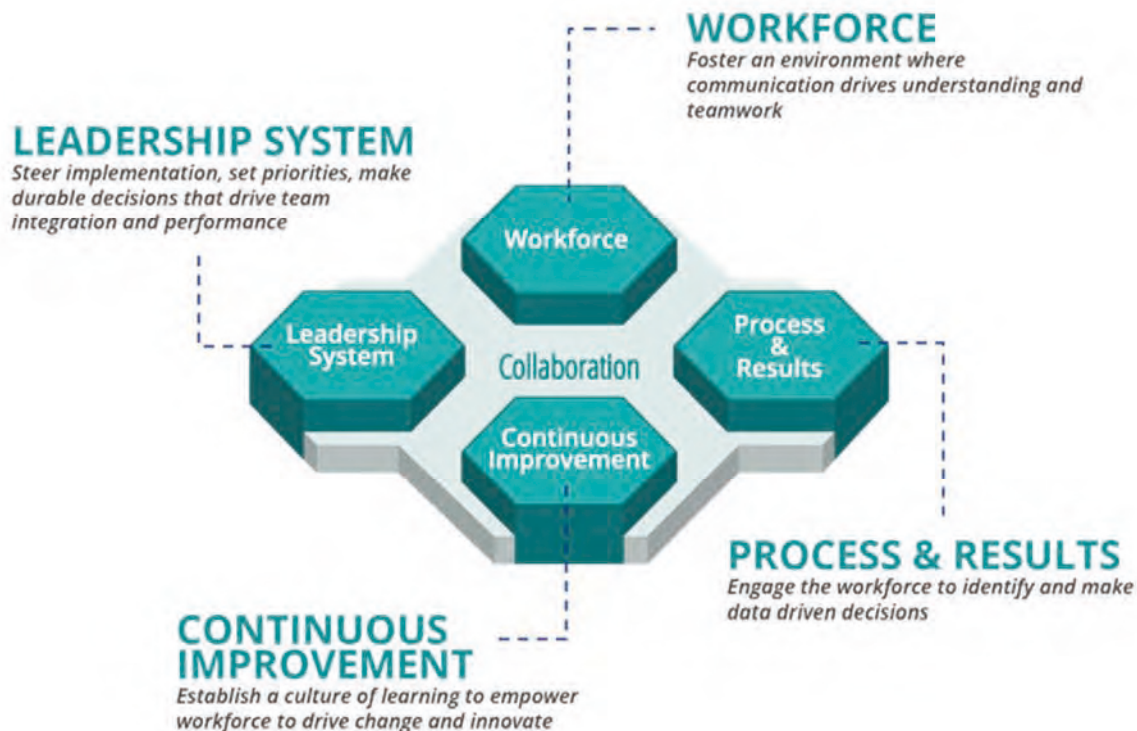 WORKFORCE
Foster an environment where
communication drives understanding and
teamwork
LEADERSHIP SYSTEM
Steer implementation, set priorities, make
durable decisions that drive team
integration and performance
Workforce
Leadership
System
Process
&
Results
Collaboration
Continuous
Improvement
PROCESS & RESULTS
Engage the workforce to identify and make
data driven decisions
CONTINUOUS
IMPROVEMENT
Establish a culture of learning to empower
workforce to drive change and innovate